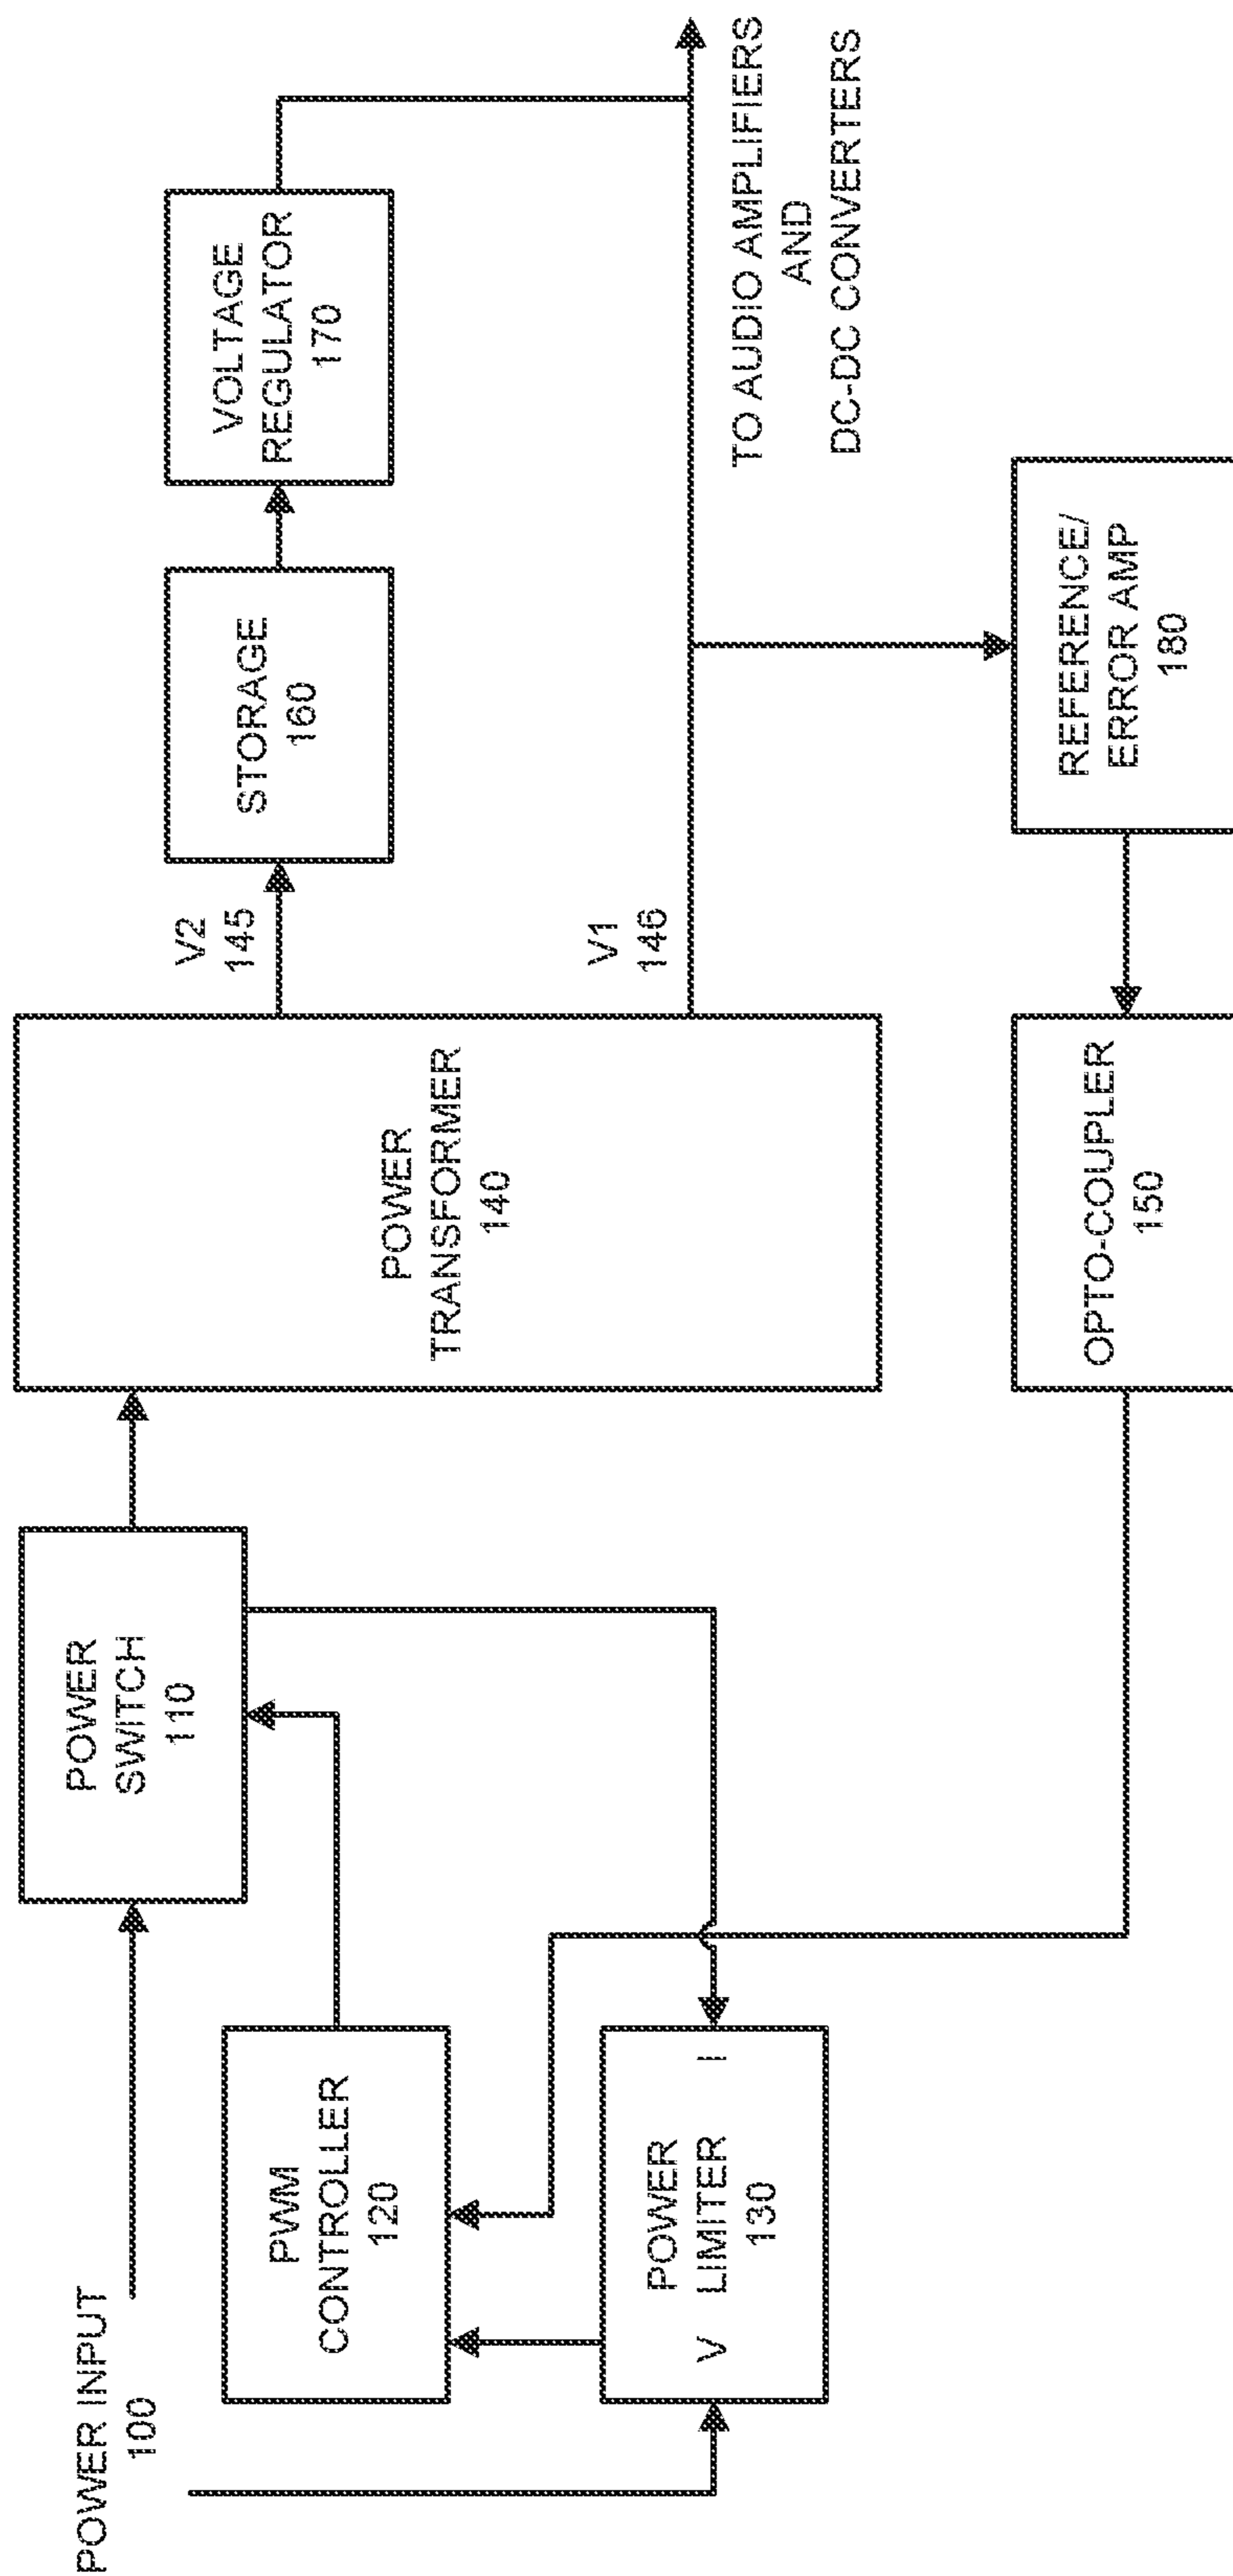 POWER INPUT
100
POWER
SWITCH
110
PWM
CONTROLLER
120
POWER
V LIMITER I
130
POWER
TRANSFORMER
140
V2
145
V1
146
STORAGE
160
VOLTAGE
REGULATOR
170
TO AUDIO AMPLIFIERS
AND
DC-DC CONVERTERS
OPTO-COUPLER
150
REFERENCE/
ERROR AMP
180